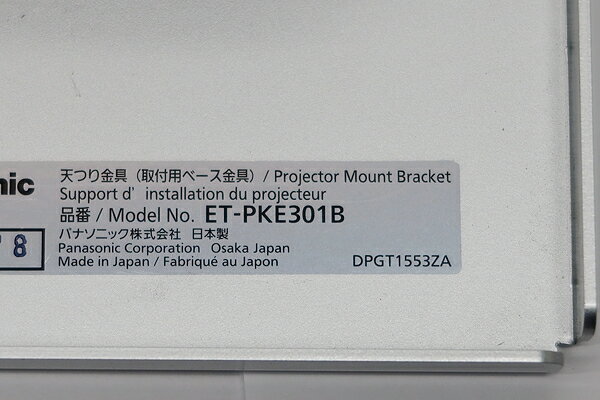 天つり金具（取付用ベース金具）/ Projector Mount Bracket
nic
Support d' installation du projecteur
品番 / Model No. ET-PKE301B
パナソニック株式会社 日本製
8
Panasonic Corporation Osaka Japan
Made in Japan / Fabriqué au Japon
DPGT1553ZA